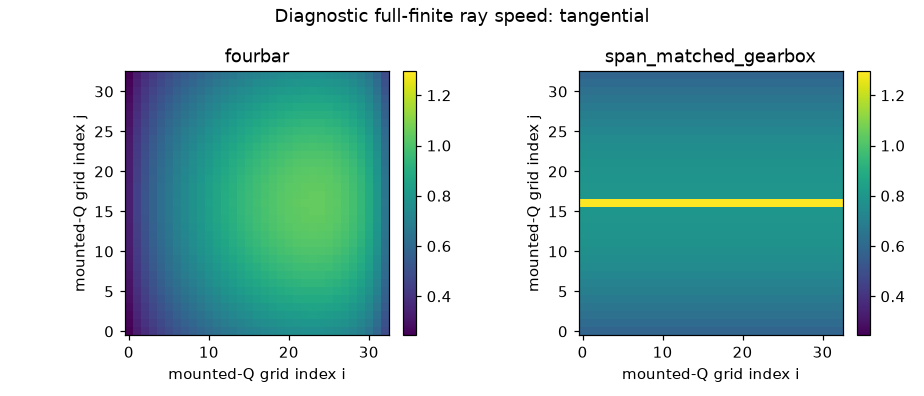 Diagnostic full-finite ray speed: tangential
fourbar
span_matched_gearbox
mounted-Q grid index j
30
25
20
15
10
5
0
0 10 20 30
mounted-Q grid index i
1.2
1.0
0.8
0.6
0.4
mounted-Q grid index j
30
25
20
15
10
5
0
0 10 20 30
mounted-Q grid index i
1.2
1.0
0.8
0.6
0.4